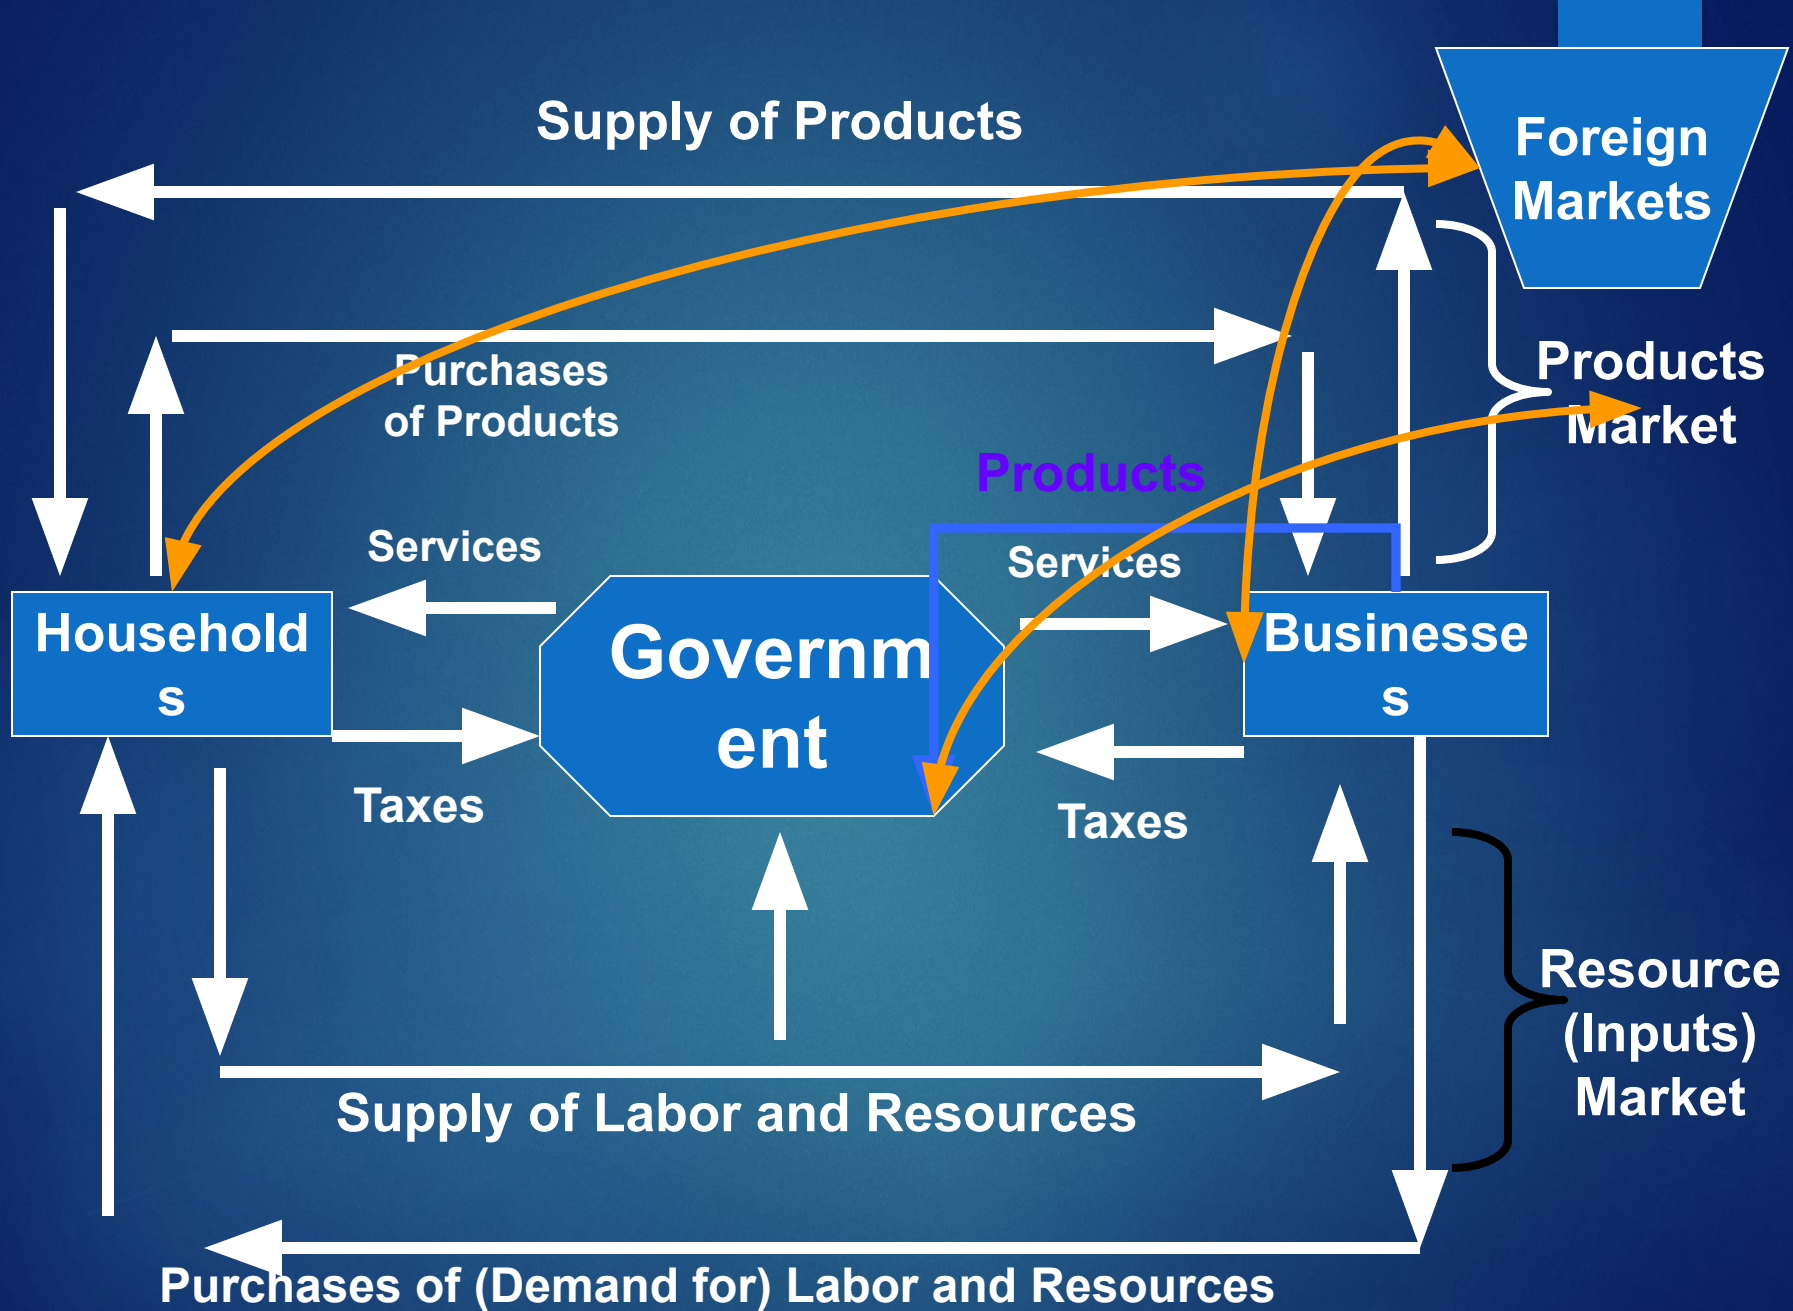 Supply of Products
Foreign
Markets
Purchases
of Products
Products
Market
Products
Services
Services
Household
s
Governm
ent
Businesse
s
Taxes
Taxes
Resource
(Inputs)
Market
Supply of Labor and Resources
Purchases of (Demand for) Labor and Resources